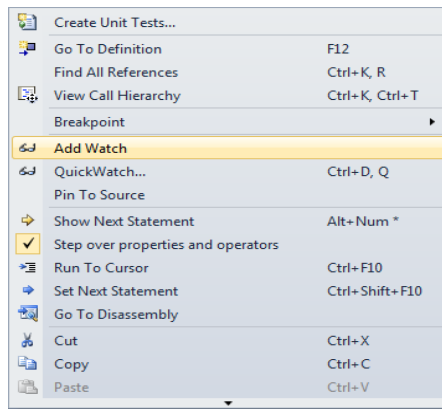 Create Unit Tests...
Go To Definition F12
Find All References Ctrl+K, R
View Call Hierarchy Ctrl+K, Ctrl+T
Breakpoint
Add Watch
QuickWatch... Ctrl+D, Q
Pin To Source
Show Next Statement Alt+Num *
Step over properties and operators
Run To Cursor Ctrl+F10
Set Next Statement Ctrl+Shift+F10
Go To Disassembly
Cut Ctrl+X
Copy Ctrl+C
Paste Ctrl+V